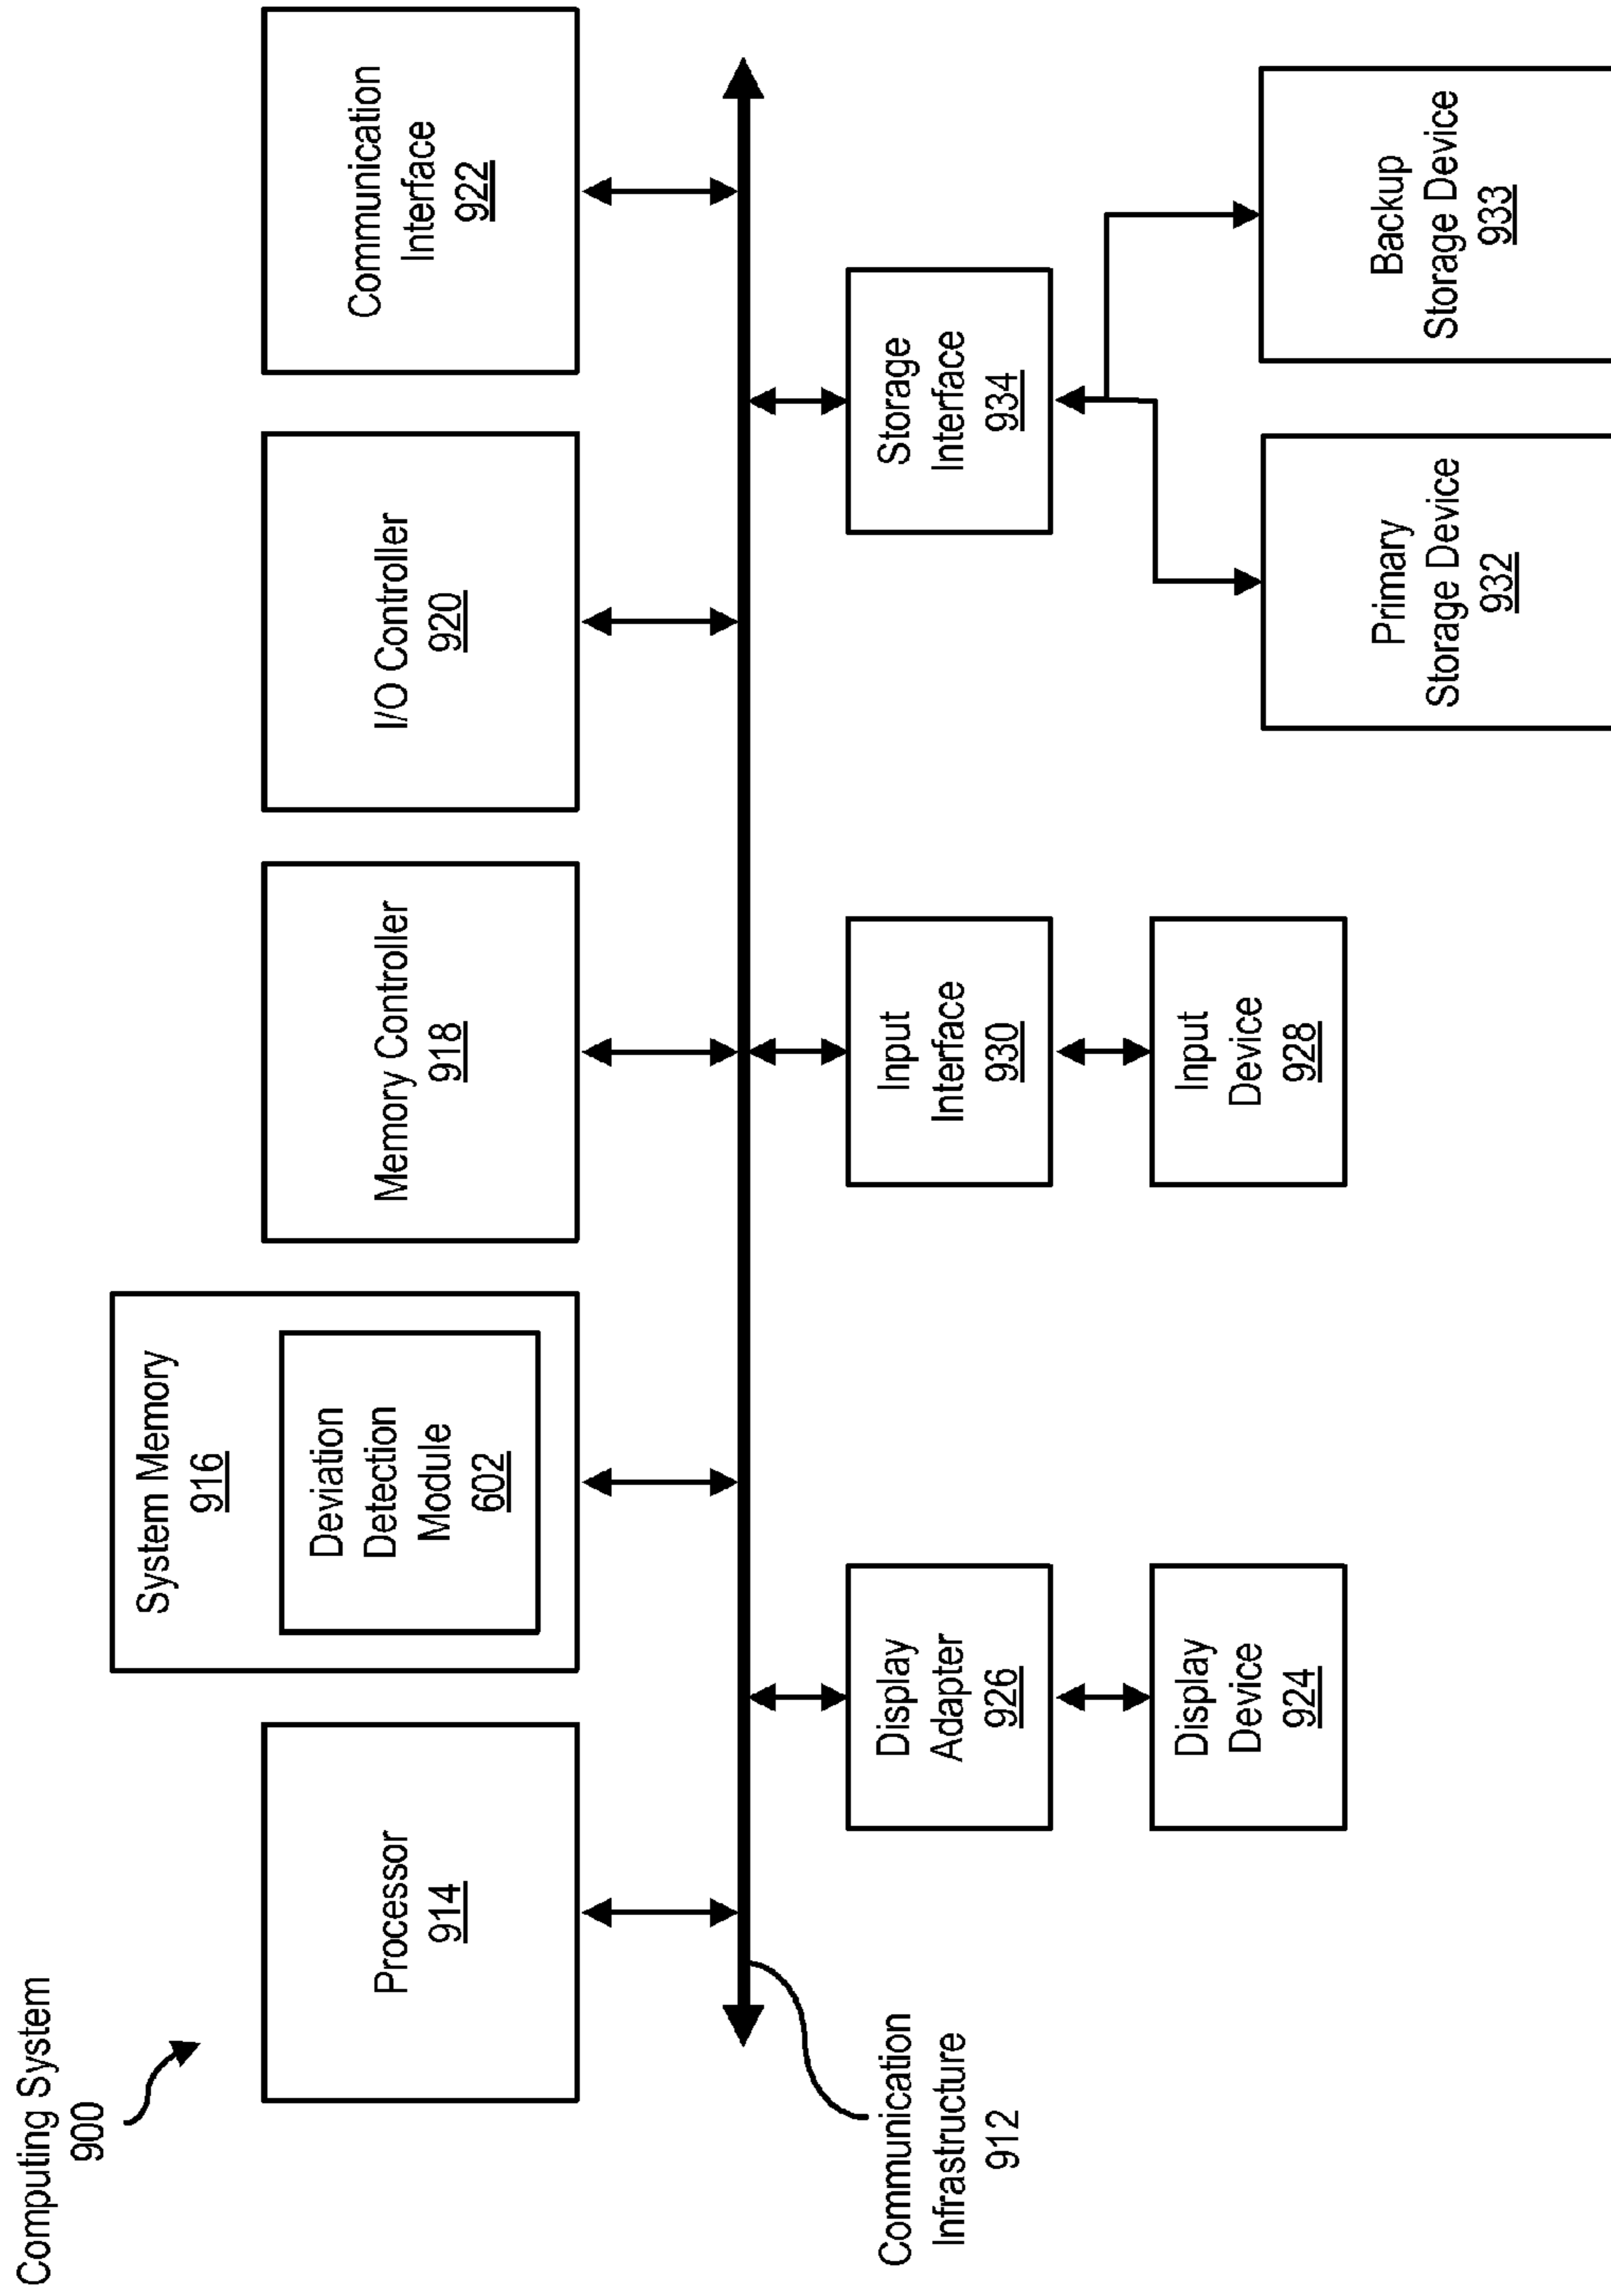 Computing System
900
Processor
914
System Memory
916
Deviation
Detection
Module
602
Memory Controller
918
I/O Controller
920
Communication
Interface
922
Communication
Infrastructure
912
Display
Adapter
926
Input
Interface
930
Storage
Interface
934
Display
Device
924
Input
Device
928
Primary
Storage Device
932
Backup
Storage Device
933